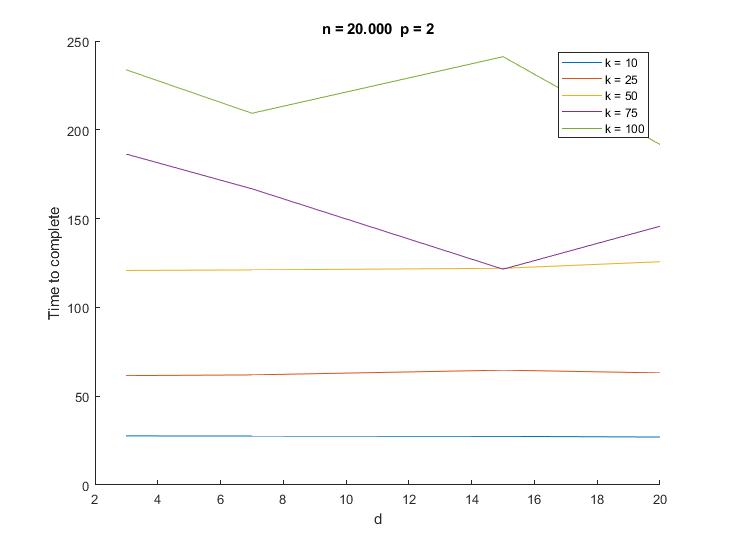 n = 20.000  p = 2
250
200
150
100
50
0
Time to complete
k = 10
k = 25
k = 50
k = 75
k = 100
2 4 6 8 10 12 14 16 18 20
d